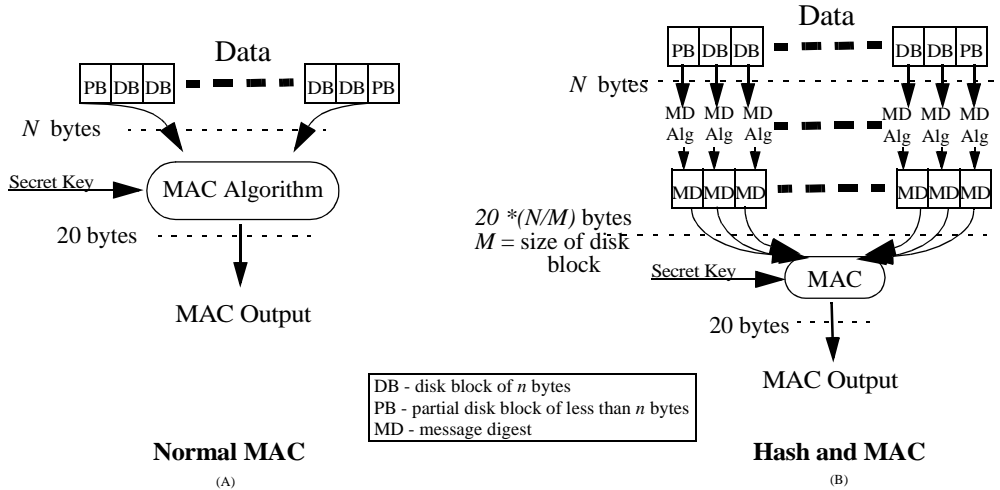 Data
PB DB DB DB DB PB
N bytes
Secret Key
MAC Algorithm
20 bytes
MAC Output
Normal MAC
(A)
Data
PB DB DB DB DB PB
N bytes
MD MD MD MD MD MD
Alg Alg Alg Alg Alg Alg
MD MD MD MD MD MD
20 *(N/M) bytes
M = size of disk
block
Secret Key
MAC
20 bytes
MAC Output
DB - disk block of n bytes
PB - partial disk block of less than n bytes
MD - message digest
Hash and MAC
(B)